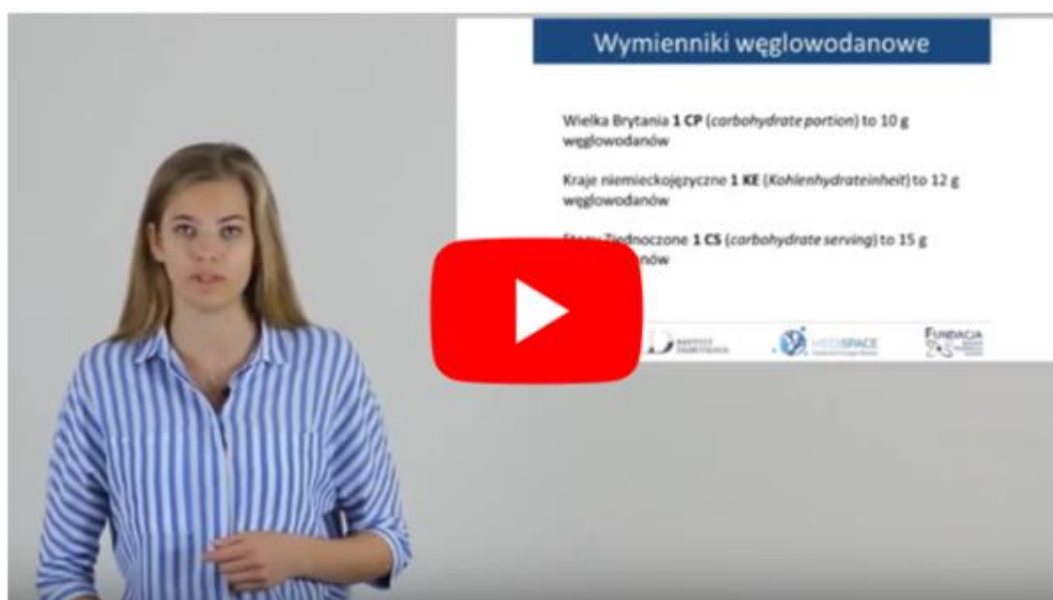 Wymienniki węglowodanowe
Wielka Brytania 1 CP (carbohydrate portion) to 10 g
węglowodanów
Kraje niemieckojęzyczne 1 KE (Kohlenhydrateinheit) to 12 g
węglowodanów
Zjednoczone 1 CS (carbohydrate serving) to 15 g
FUNDACJA